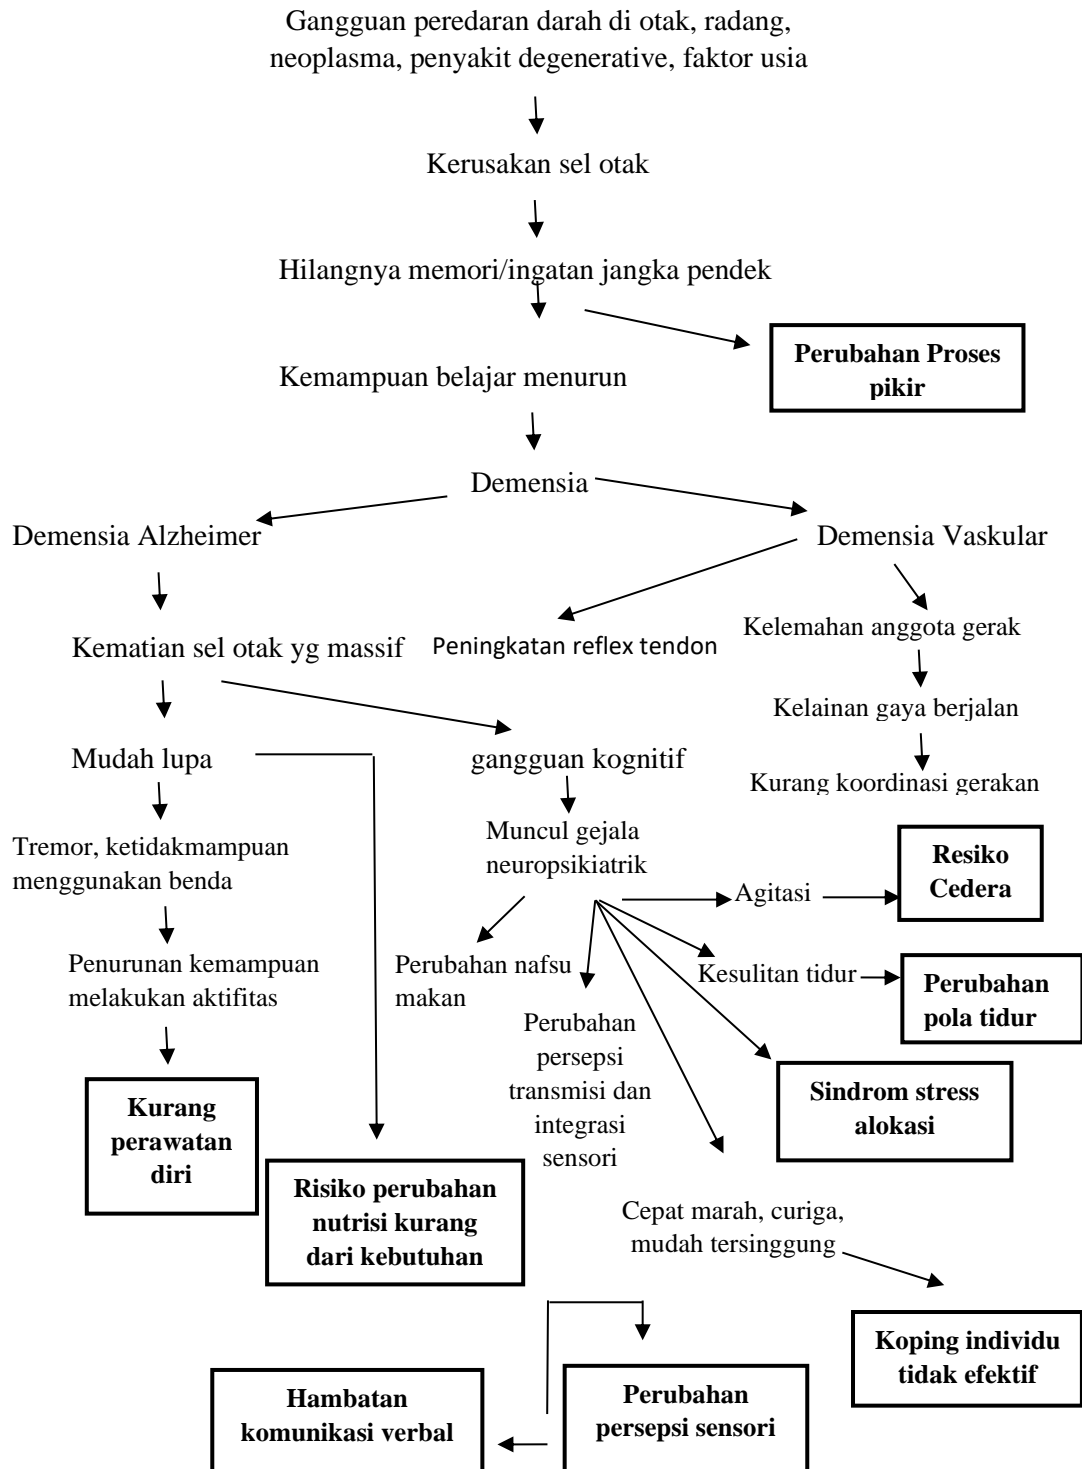 Gangguan peredaran darah di otak, radang,
neoplasma, penyakit degenerative, faktor usia
Kerusakan sel otak
Hilangnya memori/ingatan jangka pendek
Perubahan Proses
pikir
Kemampuan belajar menurun
Demensia
Demensia Alzheimer
Demensia Vaskular
Kematian sel otak yg massif
Peningkatan reflex tendon
Kelemahan anggota gerak
Kelainan gaya berjalan
Mudah lupa
gangguan kognitif
Kurang koordinasi gerakan
Tremor, ketidakmampuan
menggunakan benda
Muncul gejala
neuropsikiatrik
Agitasi
Resiko
Cedera
Penurunan kemampuan
melakukan aktifitas
Perubahan nafsu
makan
Kesulitan tidur
Perubahan
pola tidur
Perubahan
persepsi
transmisi dan
integrasi
sensori
Sindrom stress
alokasi
Kurang
perawatan
diri
Risiko perubahan
nutrisi kurang
dari kebutuhan
Cepat marah, curiga,
mudah tersinggung
Koping individu
tidak efektif
Hambatan
komunikasi verbal
Perubahan
persepsi sensori